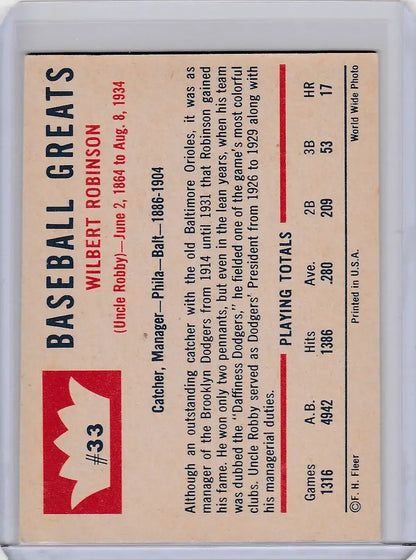 #33
BASEBALL GREATS
WILBERT ROBINSON
(Uncle Robby)—June 2, 1864 to Aug. 8, 1934
Catcher, Manager—Phila—Balt—1886-1904
Although an outstanding catcher with the old Baltimore Orioles, it was as
manager of the Brooklyn Dodgers from 1914 until 1931 that Robinson gained
his fame. He won only two pennants, but even in the lean years, when his team
was dubbed the "Daffiness Dodgers," he fielded one of the game's most colorful
clubs. Uncle Robby served as Dodgers' President from 1926 to 1929 along with
his managerial duties.
PLAYING TOTALS
Games A.B. Hits Ave. 2B 3B HR
1316 4942 1386 .280 209 53 17
©F. H. Fleer Printed in U.S.A. World Wide Photo